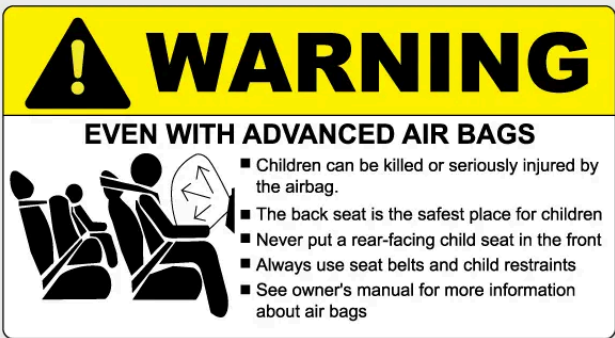 WARNING
EVEN WITH ADVANCED AIR BAGS
■ Children can be killed or seriously injured by
the airbag.
■ The back seat is the safest place for children
■ Never put a rear-facing child seat in the front
■ Always use seat belts and child restraints
■ See owner's manual for more information
about air bags